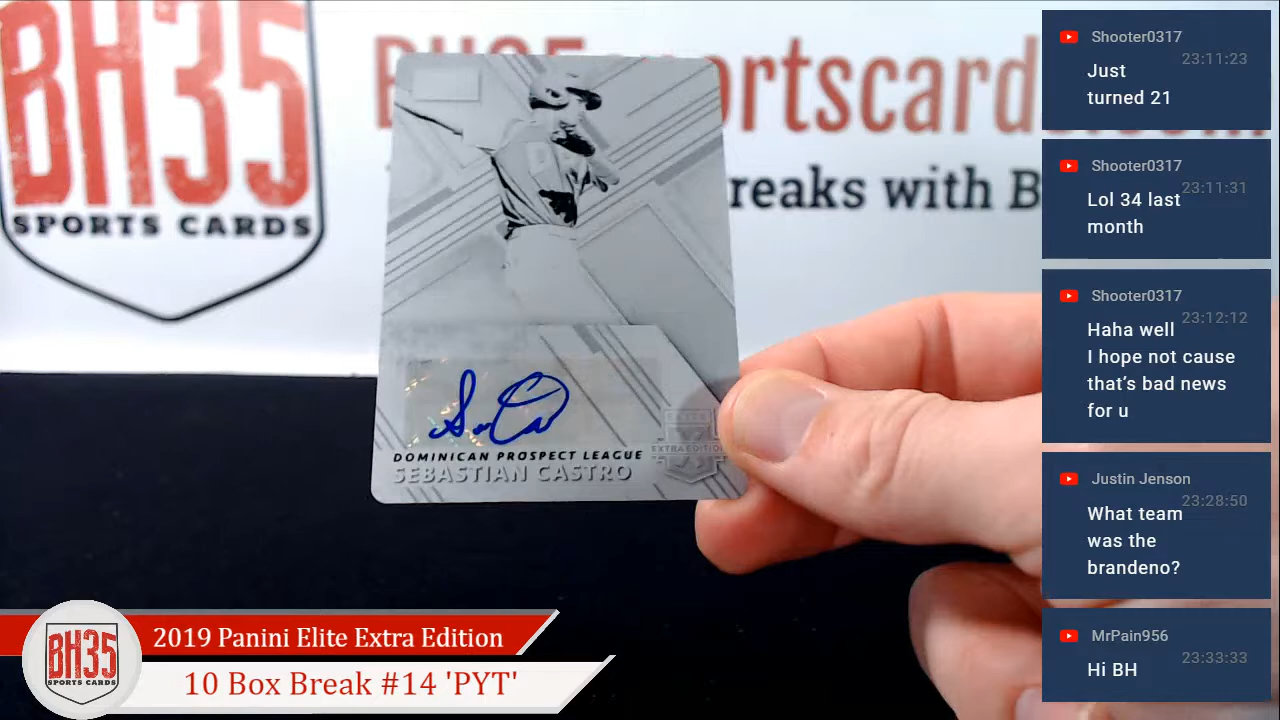 BH35
SPORTS CARDS
reaks with B
DOMINICAN PROSPECT LEAGUE
SEBASTIAN CASTRO
EXTRA EDITION
2019 Panini Elite Extra Edition
10 Box Break #14 'PYT'
BH35
SPORTS CARDS
Shooter0317
23:11:23
Just
turned 21
Shooter0317
23:11:31
Lol 34 last
month
Shooter0317
23:12:12
Haha well
I hope not cause
that's bad news
for u
Justin Jenson
23:28:50
What team
was the
brandeno?
MrPain956
23:33:33
Hi BH